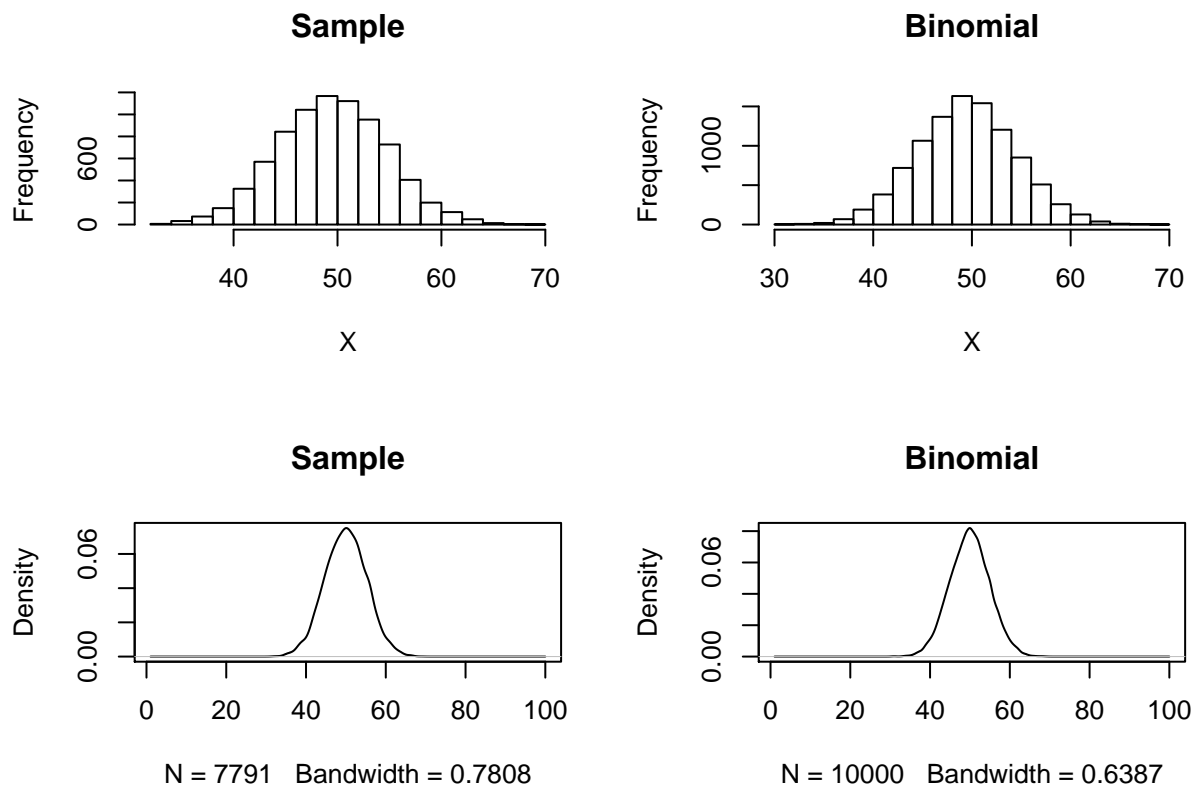 Sample
Frequency
0 600
40 50 60 70
X
Binomial
Frequency
0 1000
30 40 50 60 70
X
Sample
Density
0.00 0.06
0 20 40 60 80 100
N = 7791 Bandwidth = 0.7808
Binomial
Density
0.00 0.06
0 20 40 60 80 100
N = 10000 Bandwidth = 0.6387